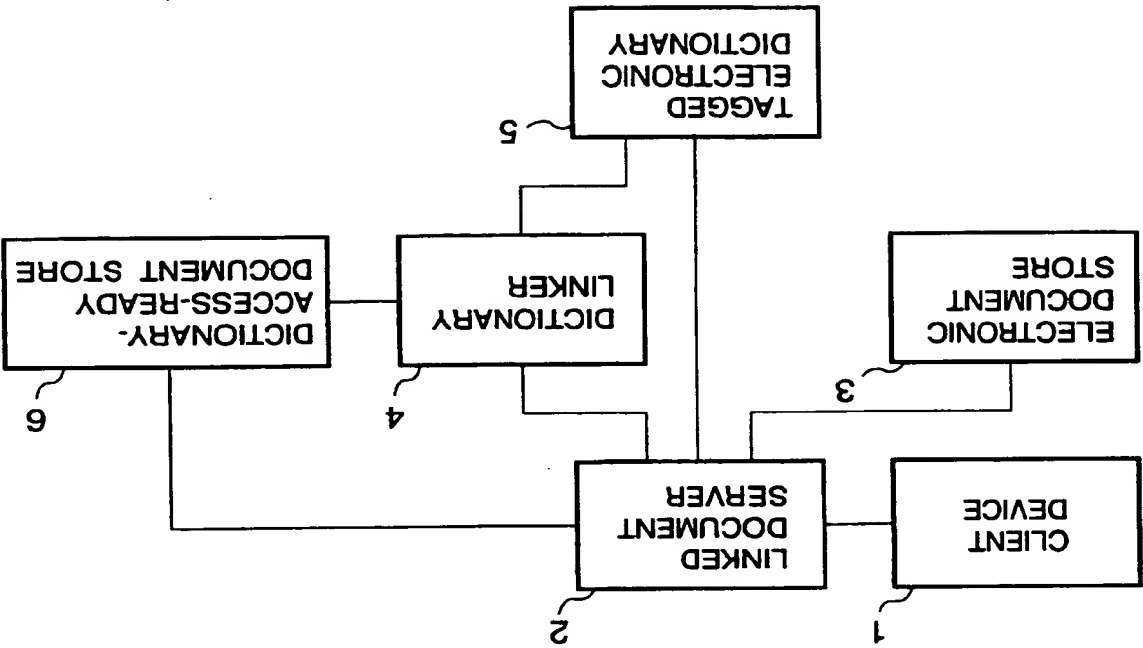 1
CLIENT
DEVICE
2
LINKED
DOCUMENT
SERVER
3
ELECTRONIC
DOCUMENT
STORE
4
DICTIONARY
LINKER
6
DICTIONARY-
ACCESS-READY
DOCUMENT STORE
5
TAGGED
ELECTRONIC
DICTIONARY